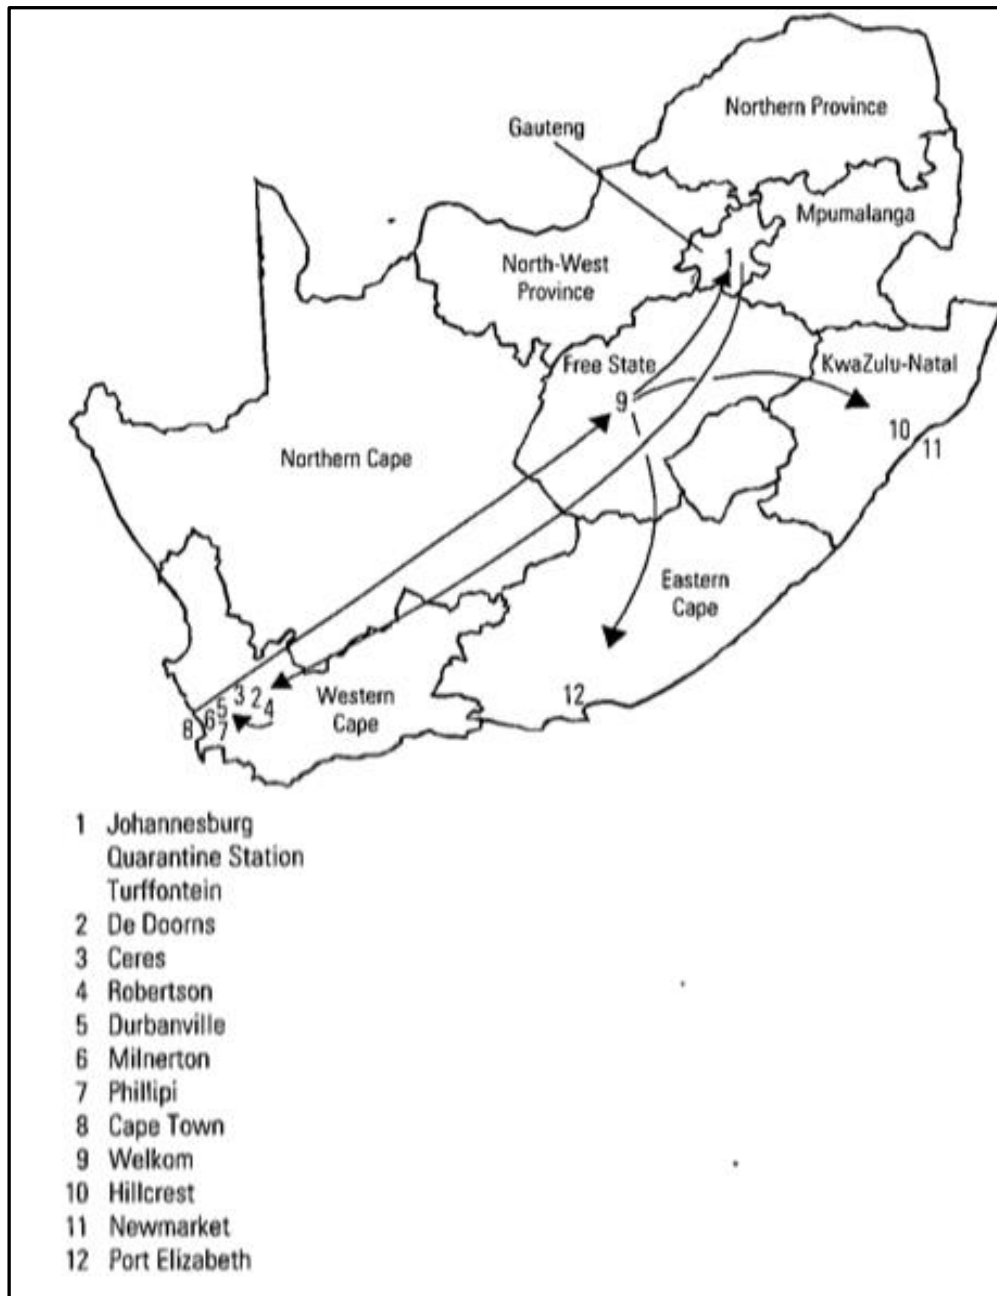 Northern Province
Gauteng
Mpumalanga
North-West
Province
1
Free State
KwaZulu-Natal
9
10
11
Northern Cape
Eastern
Cape
12
Western
Cape
3
2
4
5
6
7
8
1 Johannesburg
Quarantine Station
Turffontein
2 De Doorns
3 Ceres
4 Robertson
5 Durbanville
6 Milnerton
7 Phillipi
8 Cape Town
9 Welkom
10 Hillcrest
11 Newmarket
12 Port Elizabeth